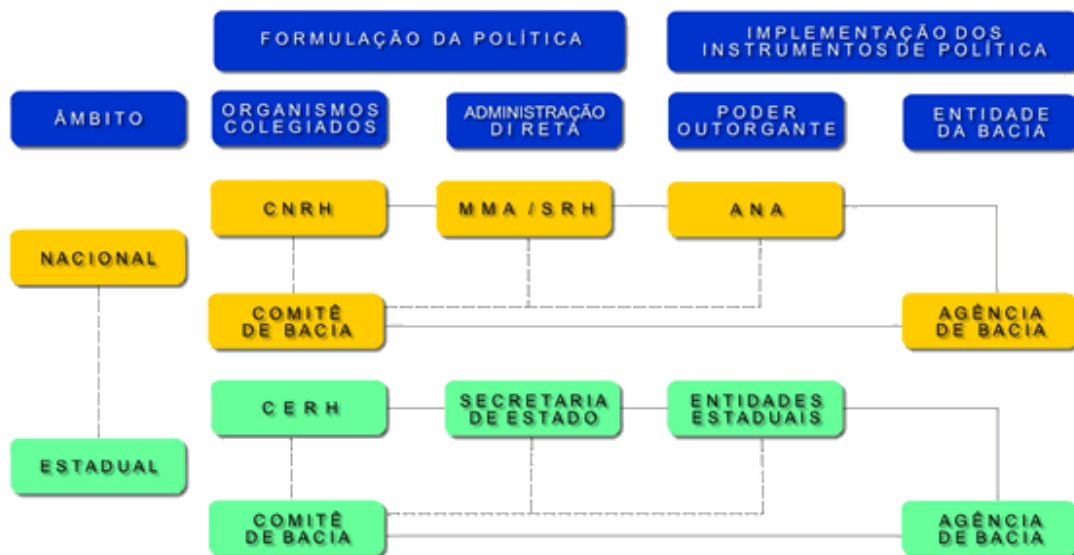 FORMULAÇÃO DA POLÍTICA
IMPLEMENTAÇÃO DOS
INSTRUMENTOS DE POLÍTICA
ÂMBITO
ORGANISMOS
COLEGIADOS
ADMINISTRAÇÃO
DIRETA
PODER
OUTORGANTE
ENTIDADE
DA BACIA
CNRH
MMA / SRH
ANA
NACIONAL
COMITÊ
DE BACIA
AGÊNCIA
DE BACIA
CERH
SECRETARIA
DE ESTADO
ENTIDADES
ESTADUAIS
ESTADUAL
COMITÊ
DE BACIA
AGÊNCIA
DE BACIA